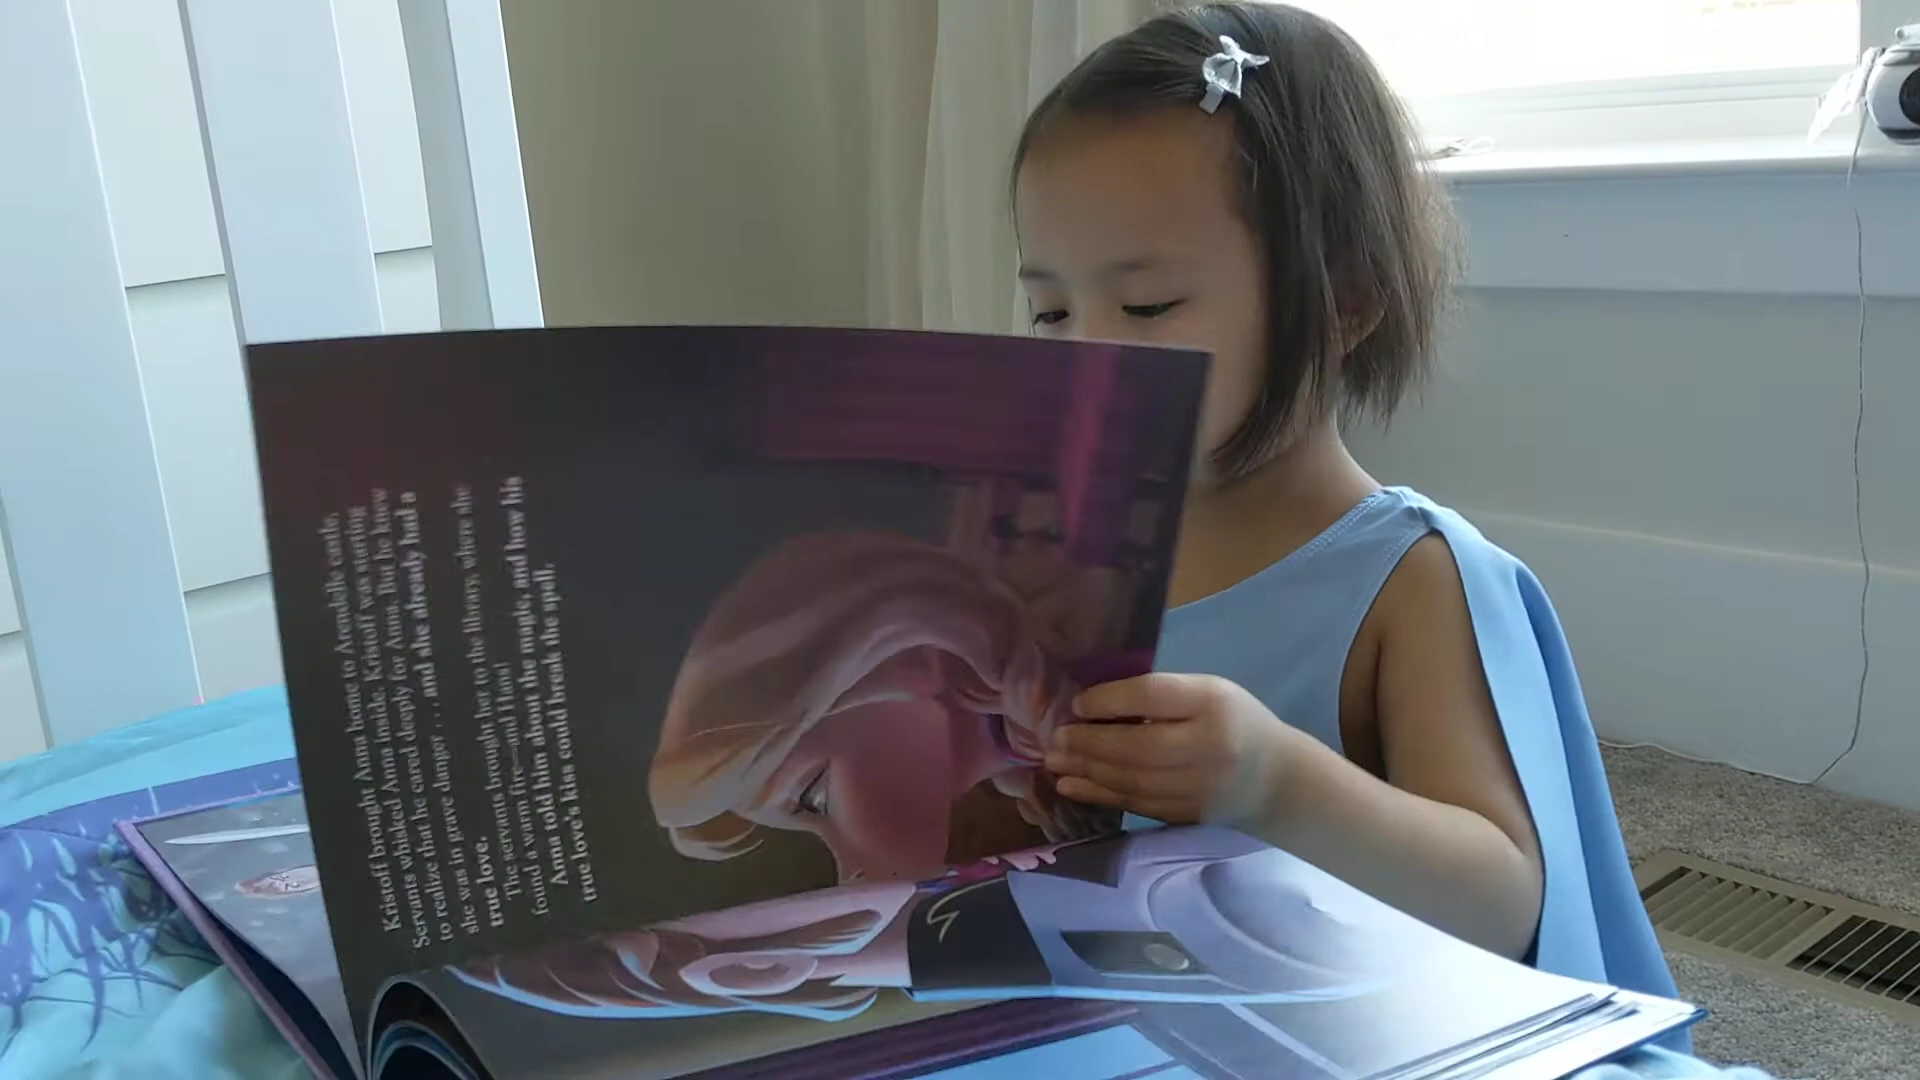 Kristoff brought Anna home to Arendelle castle.
Servants whisked Anna inside. Kristoff was starting
to realize that he cared deeply for Anna. But he knew
she was in grave danger . . . and she already had a
true love.
The servants brought her to the library, where she
found a warm fire—and Hans!
Anna told him about the magic, and how his
true love's kiss could break the spell.